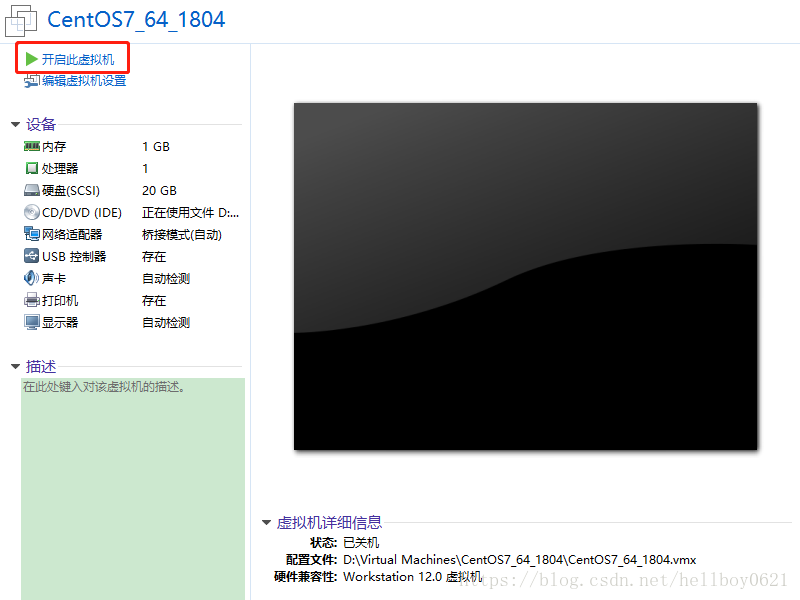 CentOS7_64_1804
开启此虚拟机
编辑虚拟机设置
设备
内存 1 GB
处理器 1
硬盘(SCSI) 20 GB
CD/DVD (IDE) 正在使用文件 D:...
网络适配器 桥接模式(自动)
USB 控制器 存在
声卡 自动检测
打印机 存在
显示器 自动检测
描述
在此处键入对该虚拟机的描述。
虚拟机详细信息
状态: 已关机
配置文件: D:\Virtual Machines\CentOS7_64_1804\CentOS7_64_1804.vmx
硬件兼容性: Workstation 12.0 虚拟机
https://blog.csdn.net/hellboy0621